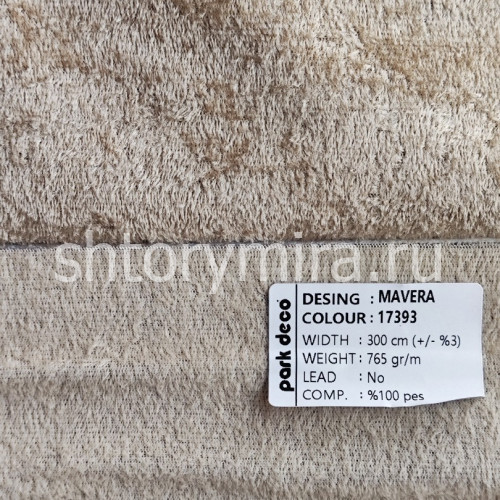 shtorymira.ru
park deco
DESING : MAVERA
COLOUR : 17393
WIDTH : 300 cm (+/- %3)
WEIGHT : 765 gr/m
LEAD : No
COMP. : %100 pes